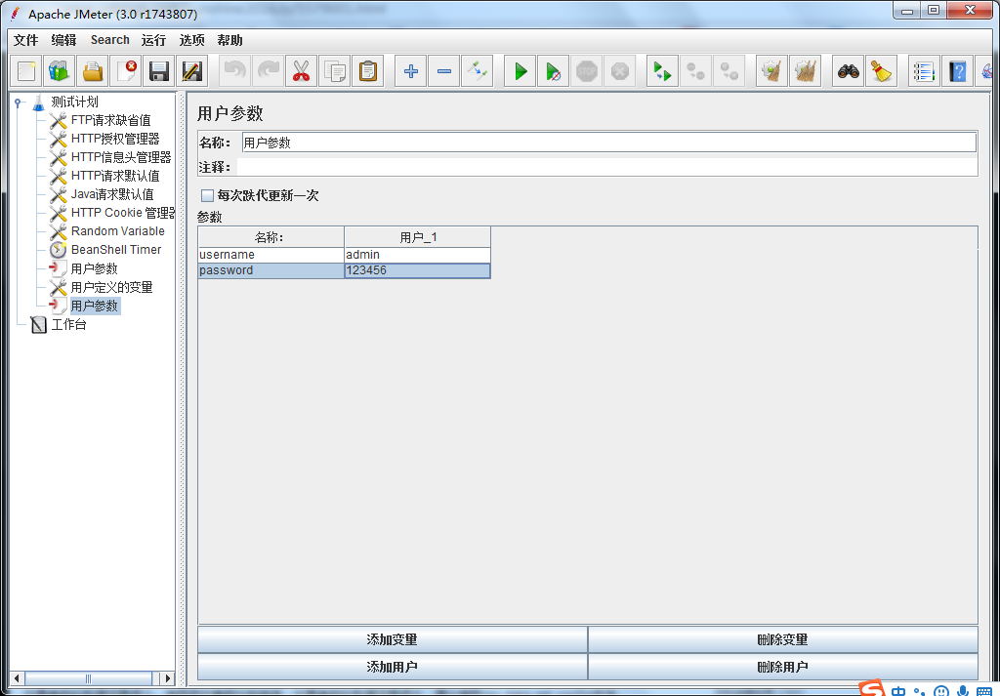 Apache JMeter (3.0 r1743807)
文件 编辑 Search 运行 选项 帮助
STOP
测试计划
FTP请求缺省值
HTTP授权管理器
HTTP信息头管理器
HTTP请求默认值
Java请求默认值
HTTP Cookie 管理器
Random Variable
BeanShell Timer
用户参数
用户定义的变量
用户参数
工作台
用户参数
名称: 用户参数
注释:
每次跌代更新一次
参数
名称: 用户_1
username admin
password 123456
添加变量 删除变量
添加用户 删除用户
中